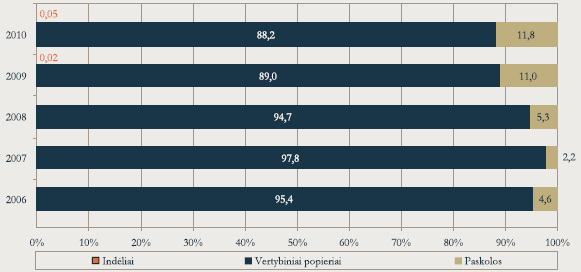 0,05
2010 88,2 11,8
0,02
2009 89,0 11,0
2008 94,7 5,3
2007 97,8 2,2
2006 95,4 4,6
0% 10% 20% 30% 40% 50% 60% 70% 80% 90% 100%
Indėliai Vertybiniai popieriai Paskolos